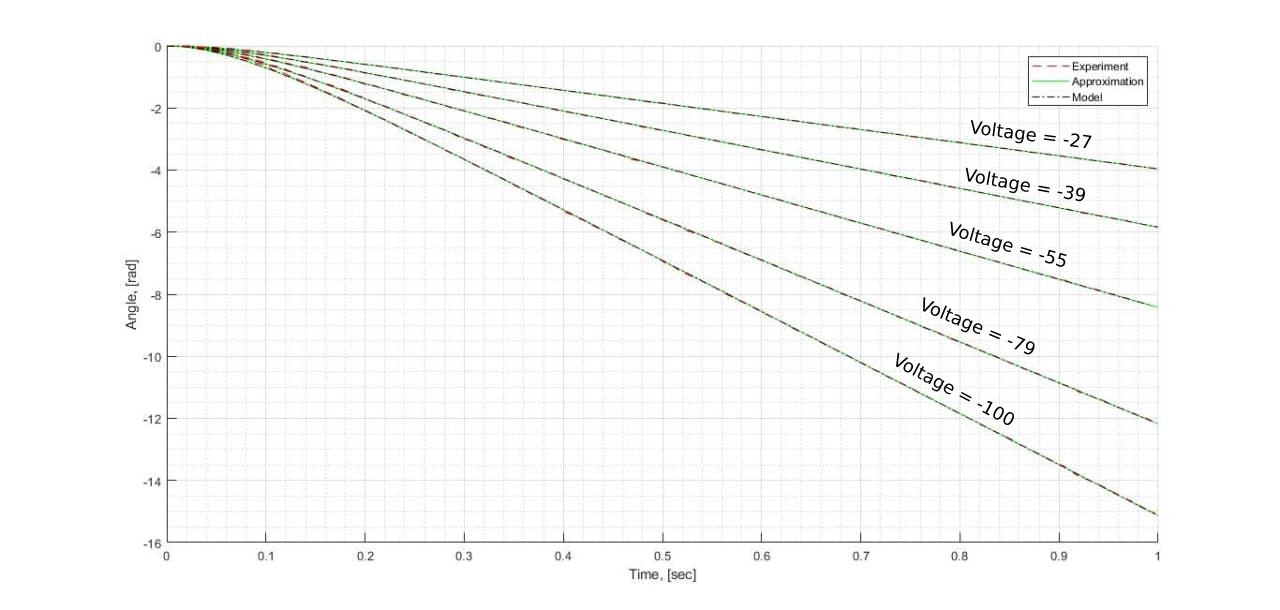 0
-2
-4
-6
-8
-10
-12
-14
-16
Angle, [rad]
Experiment
Approximation
Model
Voltage = -27
Voltage = -39
Voltage = -55
Voltage = -79
Voltage = -100
0 0.1 0.2 0.3 0.4 0.5 0.6 0.7 0.8 0.9 1
Time, [sec]